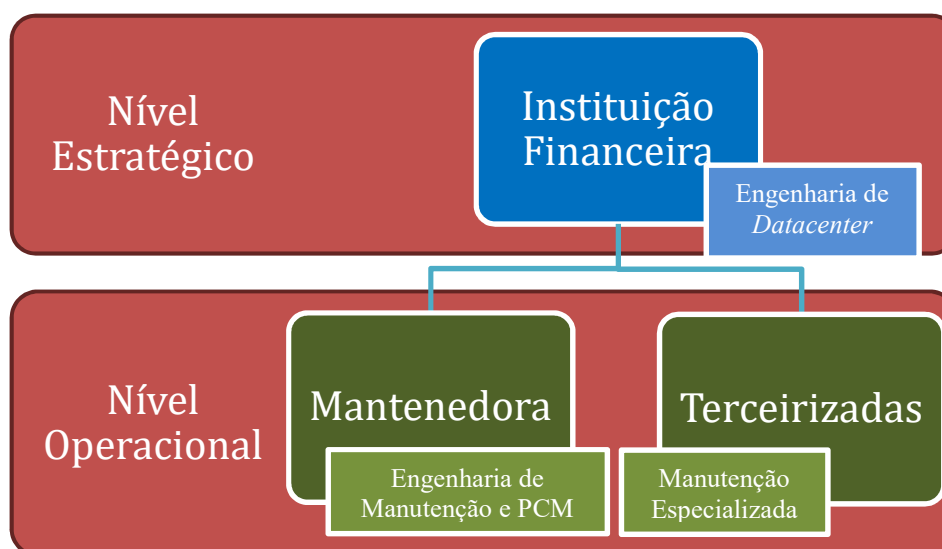 Nível
Estratégico
Instituição
Financeira
Engenharia de
Datacenter
Nível
Operacional
Mantenedora
Engenharia de
Manutenção e PCM
Terceirizadas
Manutenção
Especializada